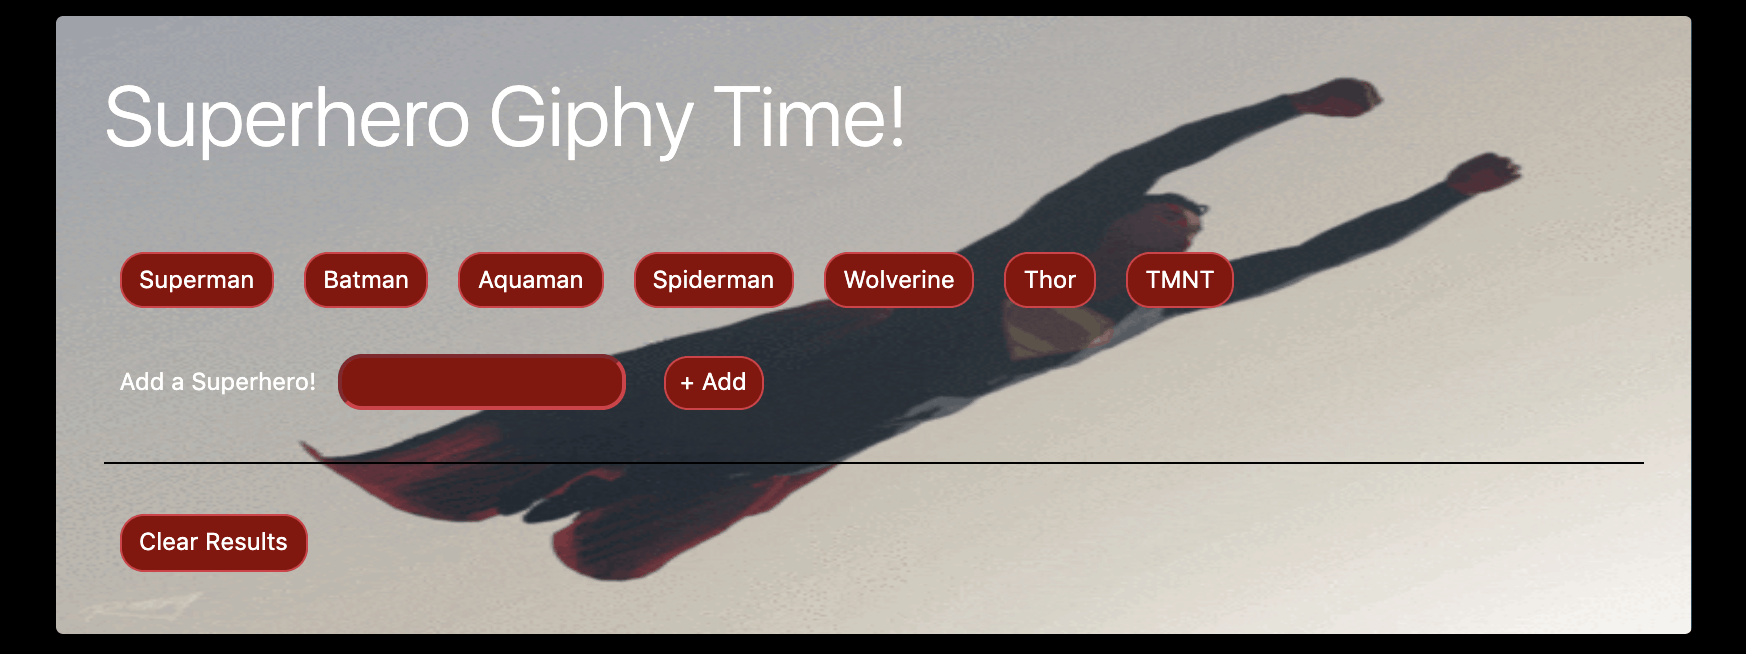 Superhero Giphy Time!
Superman Batman Aquaman Spiderman Wolverine Thor TMNT
Add a Superhero! + Add
Clear Results